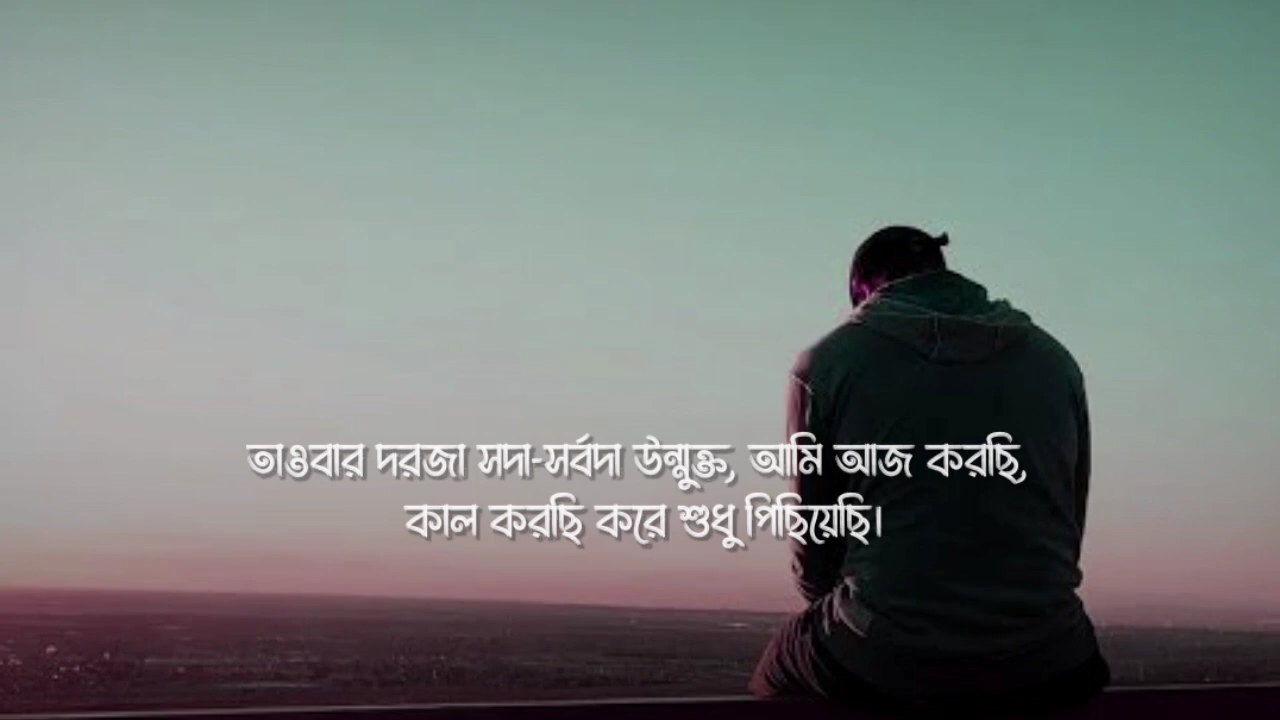 তাওবার দরজা সদা-সর্বদা উন্মুক্ত, আমি আজ করছি,
কাল করছি করে শুধু পিছিয়েছি।